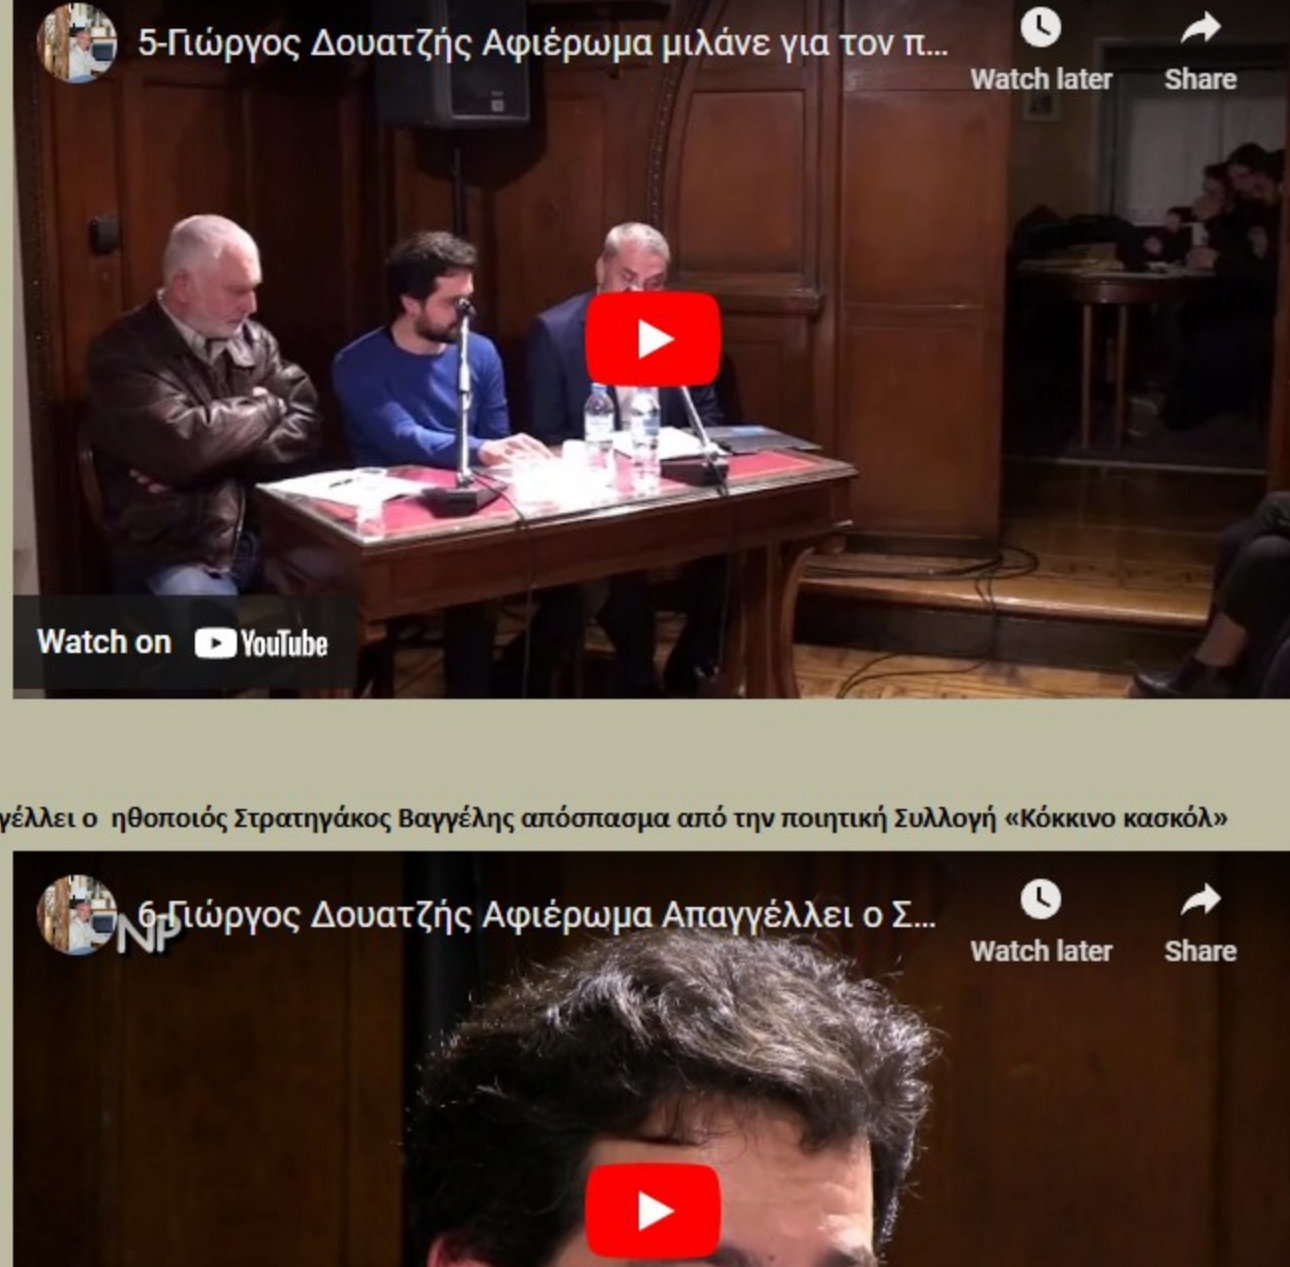 5-Γιώργος Δουατζής Αφιέρωμα μιλάνε για τον π...
Watch later
Share
Watch on YouTube
γέλλει ο ηθοποιός Στρατηγάκος Βαγγέλης απόσπασμα από την ποιητική Συλλογή «Κόκκινο κασκόλ»
6-Γιώργος Δουατζής Αφιέρωμα Απαγγέλλει ο Σ...
NP
Watch later
Share